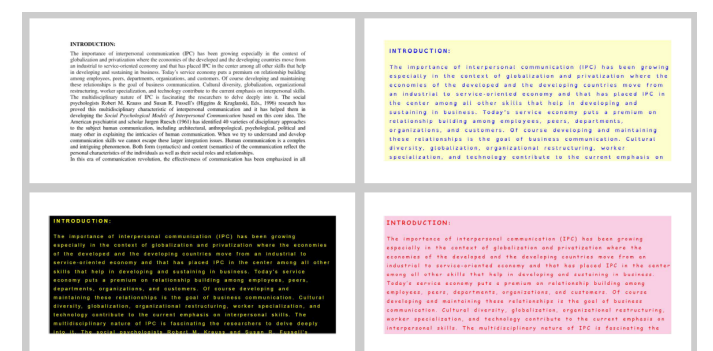 INTRODUCTION:
The importance of interpersonal communication (IPC) has been growing especially in the context of
globalization and privatization where the economies of the developed and the developing countries move from
an industrial to service-oriented economy and that has placed IPC in the center among all other skills that help
in developing and sustaining in business. Today's service economy puts a premium on relationship building
among employees, peers, departments, organizations, and customers. Of course developing and maintaining
these relationships is the goal of business communication. Cultural diversity, globalization, organizational
restructuring, worker specialization, and technology contribute to the current emphasis on interpersonal skills.
The multidisciplinary nature of IPC is fascinating the researchers to delve deeply into it. The social
psychologists Robert M. Krauss and Susan R. Fussell's (Higgins & Kruglanski, Eds., 1996) research has
proved this multidisciplinary character of interpersonal communication and it has helped them in
developing the Social Psychological Models of Interpersonal Communication based on this core idea. The
American psychiatrist and scholar Jurgen Ruesch (1961) has identified 40 varieties of disciplinary approaches
to the subject human communication, including architectural, anthropological, psychological, political and
many other in explaining the intricacies of human communication. When we try to understand and develop
communication skills we cannot escape those larger integration issues. Human communication is a complex
and intriguing phenomenon. Both form (syntactics) and content (semantics) of the communication reflect the
personal characteristics of the individuals as well as their social roles and relationships.
In this era of communication revolution, the effectiveness of communication has been emphasized in all
INTRODUCTION:
The importance of interpersonal communication (IPC) has been growing
especially in the context of globalization and privatization where the
economies of the developed and the developing countries move from
an industrial to service-oriented economy and that has placed IPC in
the center among all other skills that help in developing and
sustaining in business. Today's service economy puts a premium on
relationship building among employees, peers, departments,
organizations, and customers. Of course developing and maintaining
these relationships is the goal of business communication. Cultural
diversity, globalization, organizational restructuring, worker
specialization, and technology contribute to the current emphasis on
INTRODUCTION:
The importance of interpersonal communication (IPC) has been growing
especially in the context of globalization and privatization where the economies
of the developed and the developing countries move from an industrial to
service-oriented economy and that has placed IPC in the center among all other
skills that help in developing and sustaining in business. Today's service
economy puts a premium on relationship building among employees, peers,
departments, organizations, and customers. Of course developing and
maintaining these relationships is the goal of business communication. Cultural
diversity, globalization, organizational restructuring, worker specialization, and
technology contribute to the current emphasis on interpersonal skills. The
multidisciplinary nature of IPC is fascinating the researchers to delve deeply
into it. The social psychologists Robert M. Krauss and Susan R. Fussell's
INTRODUCTION:
The importance of interpersonal communication (IPC) has been growing
especially in the context of globalization and privatization where the
economies of the developed and the developing countries move from an
industrial to service-oriented economy and that has placed IPC in the center
among all other skills that help in developing and sustaining in business.
Today's service economy puts a premium on relationship building among
employees, peers, departments, organizations, and customers. Of course
developing and maintaining these relationships is the goal of business
communication. Cultural diversity, globalization, organizational restructuring,
worker specialization, and technology contribute to the current emphasis on
interpersonal skills. The multidisciplinary nature of IPC is fascinating the